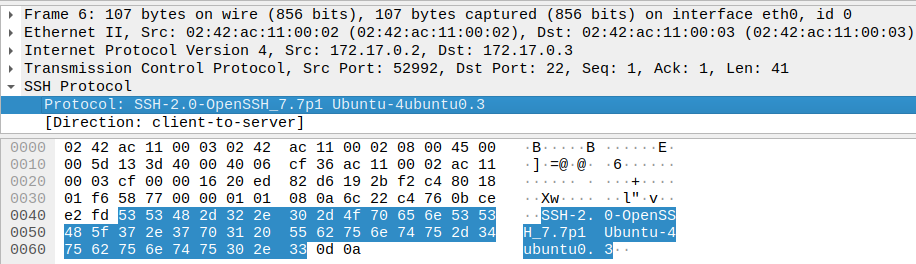 Frame 6: 107 bytes on wire (856 bits), 107 bytes captured (856 bits) on interface eth0, id 0
Ethernet II, Src: 02:42:ac:11:00:02 (02:42:ac:11:00:02), Dst: 02:42:ac:11:00:03 (02:42:ac:11:00:03)
Internet Protocol Version 4, Src: 172.17.0.2, Dst: 172.17.0.3
Transmission Control Protocol, Src Port: 52992, Dst Port: 22, Seq: 1, Ack: 1, Len: 41
SSH Protocol
Protocol: SSH-2.0-OpenSSH_7.7p1 Ubuntu-4ubuntu0.3
[Direction: client-to-server]
0000 02 42 ac 11 00 03 02 42 ac 11 00 02 08 00 45 00 ·B·····B ······E·
0010 00 5d 13 3d 40 00 40 06 cf 36 ac 11 00 02 ac 11 ·]·=@·@· ·6······
0020 00 03 cf 00 00 16 20 ed 82 d6 19 2b f2 c4 80 18 ······ · ···+····
0030 01 f6 58 77 00 00 01 01 08 0a 6c 22 c4 76 0b ce ··Xw···· ··l"·v··
0040 e2 fd 53 53 48 2d 32 2e 30 2d 4f 70 65 6e 53 53 ··SSH-2. 0-OpenSS
0050 48 5f 37 2e 37 70 31 20 55 62 75 6e 74 75 2d 34 H_7.7p1 Ubuntu-4
0060 75 62 75 6e 74 75 30 2e 33 0d 0a ubuntu0. 3··